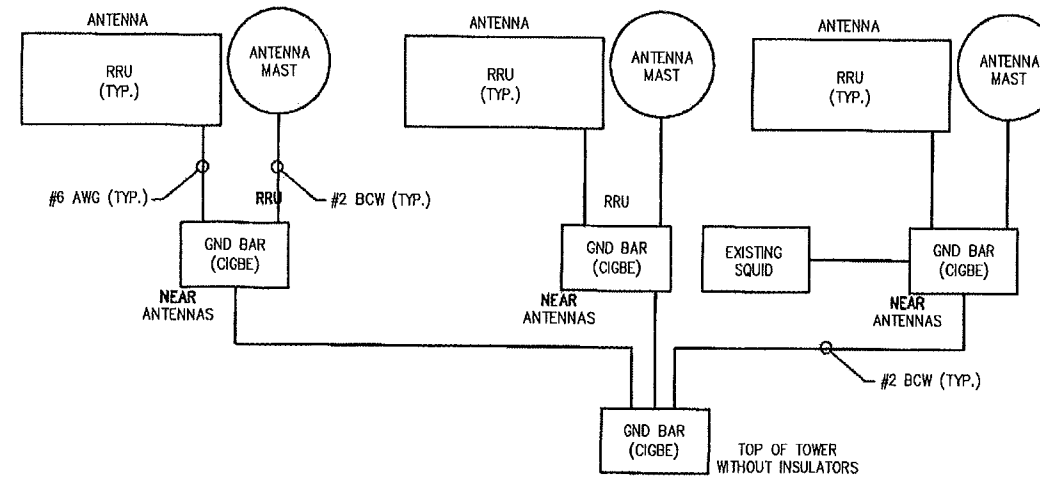 ANTENNA
RRU
(TYP.)
ANTENNA
MAST
#6 AWG (TYP.)
RRU
#2 BCW (TYP.)
GND BAR
(CIGBE)
NEAR
ANTENNAS
ANTENNA
RRU
(TYP.)
ANTENNA
MAST
RRU
GND BAR
(CIGBE)
NEAR
ANTENNAS
ANTENNA
RRU
(TYP.)
ANTENNA
MAST
EXISTING
SQUID
GND BAR
(CIGBE)
NEAR
ANTENNAS
#2 BCW (TYP.)
GND BAR
(CIGBE)
TOP OF TOWER
WITHOUT INSULATORS